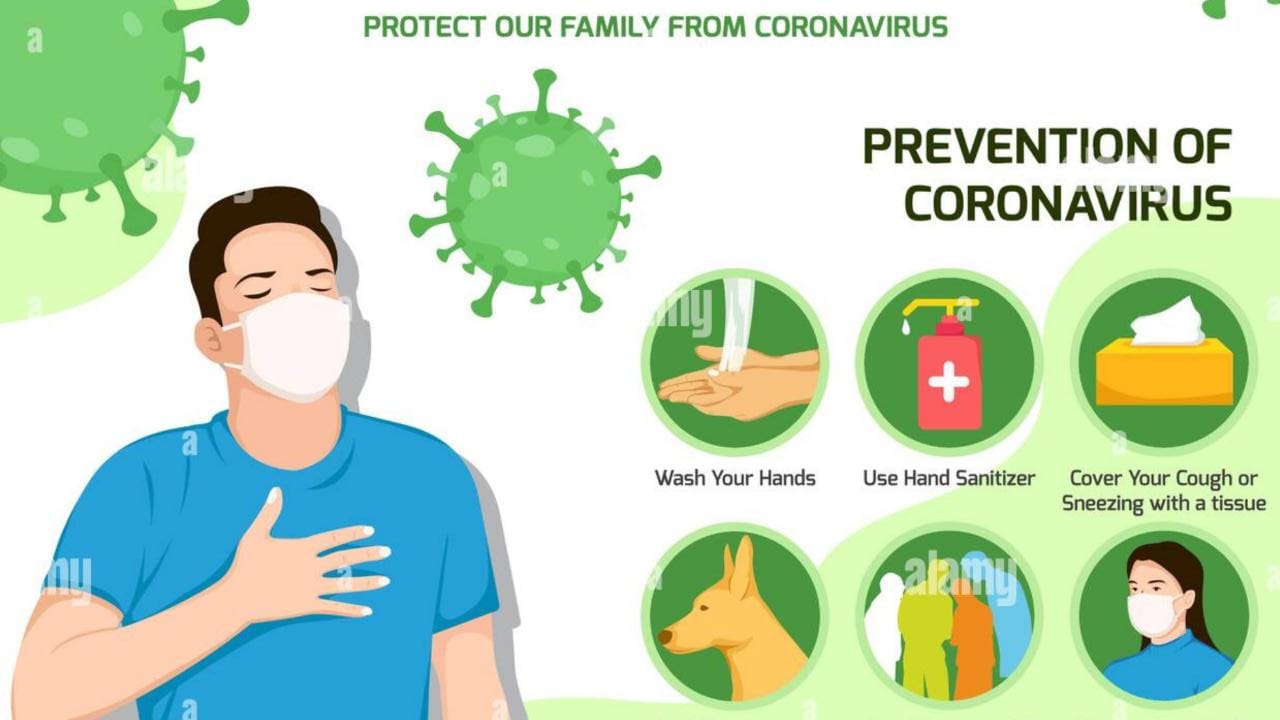 PROTECT OUR FAMILY FROM CORONAVIRUS
PREVENTION OF
CORONAVIRUS
Wash Your Hands
Use Hand Sanitizer
Cover Your Cough or
Sneezing with a tissue
alamy